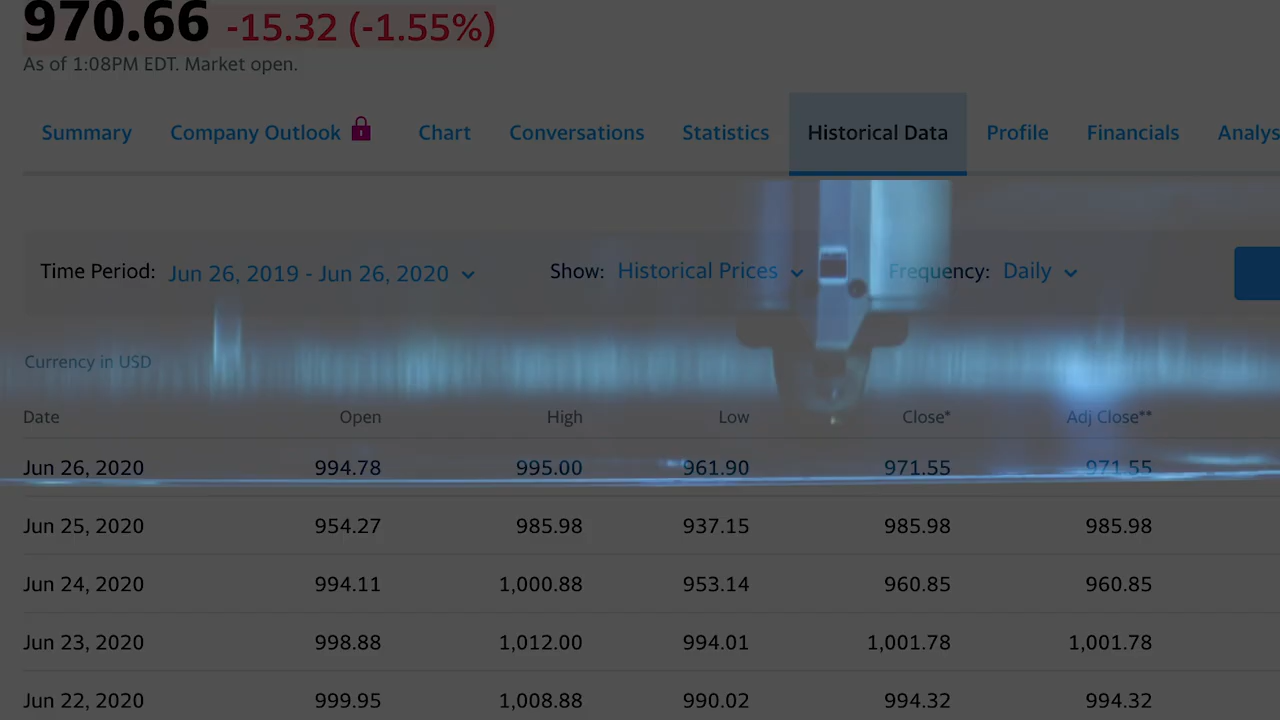 970.66 -15.32 (-1.55%)
As of 1:08PM EDT. Market open.
Summary Company Outlook Chart Conversations Statistics Historical Data Profile Financials Analys
Time Period: Jun 26, 2019 - Jun 26, 2020 Show: Historical Prices Frequency: Daily
Currency in USD
Date Open High Low Close* Adj Close**
Jun 26, 2020 994.78 995.00 961.90 971.55 971.55
Jun 25, 2020 954.27 985.98 937.15 985.98 985.98
Jun 24, 2020 994.11 1,000.88 953.14 960.85 960.85
Jun 23, 2020 998.88 1,012.00 994.01 1,001.78 1,001.78
Jun 22, 2020 999.95 1,008.88 990.02 994.32 994.32